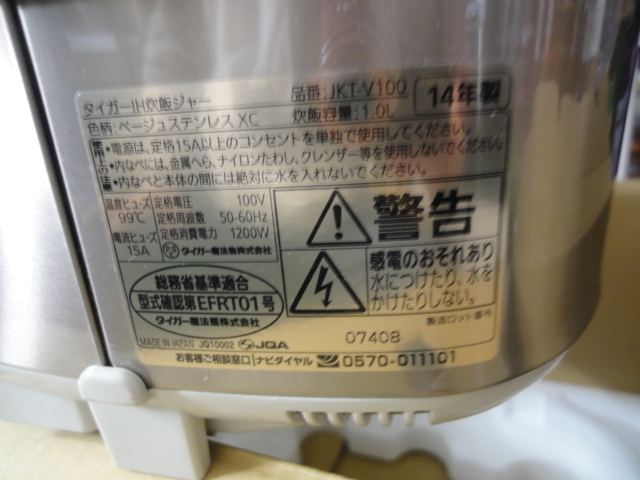 タイガーIH炊飯ジャー 品番:JKT-V100 14年製
色柄:ベージュステンレス XC 炊飯容量:1.0L
使用上の注意
•電源は、定格15A以上のコンセントを単独で使用してください。
•内なべには、金属へら、ナイロンたわし、クレンザー等を使用しないでください。
•内なべと本体の間には絶対に水を入れないでください。
温度ヒューズ 定格電圧 100V
99℃ 定格周波数 50-60Hz
電流ヒューズ 定格消費電力 1200W
15A タイガー魔法瓶株式会社
警告
感電のおそれあり
水につけたり、水を
かけたりしない。
総務省基準適合
型式確認第EFRT01号
タイガー魔法瓶株式会社
07408
製造ロット番号
MADE IN JAPAN JQ10002 JQA
お客様ご相談窓口 ナビダイヤル 0570-011101